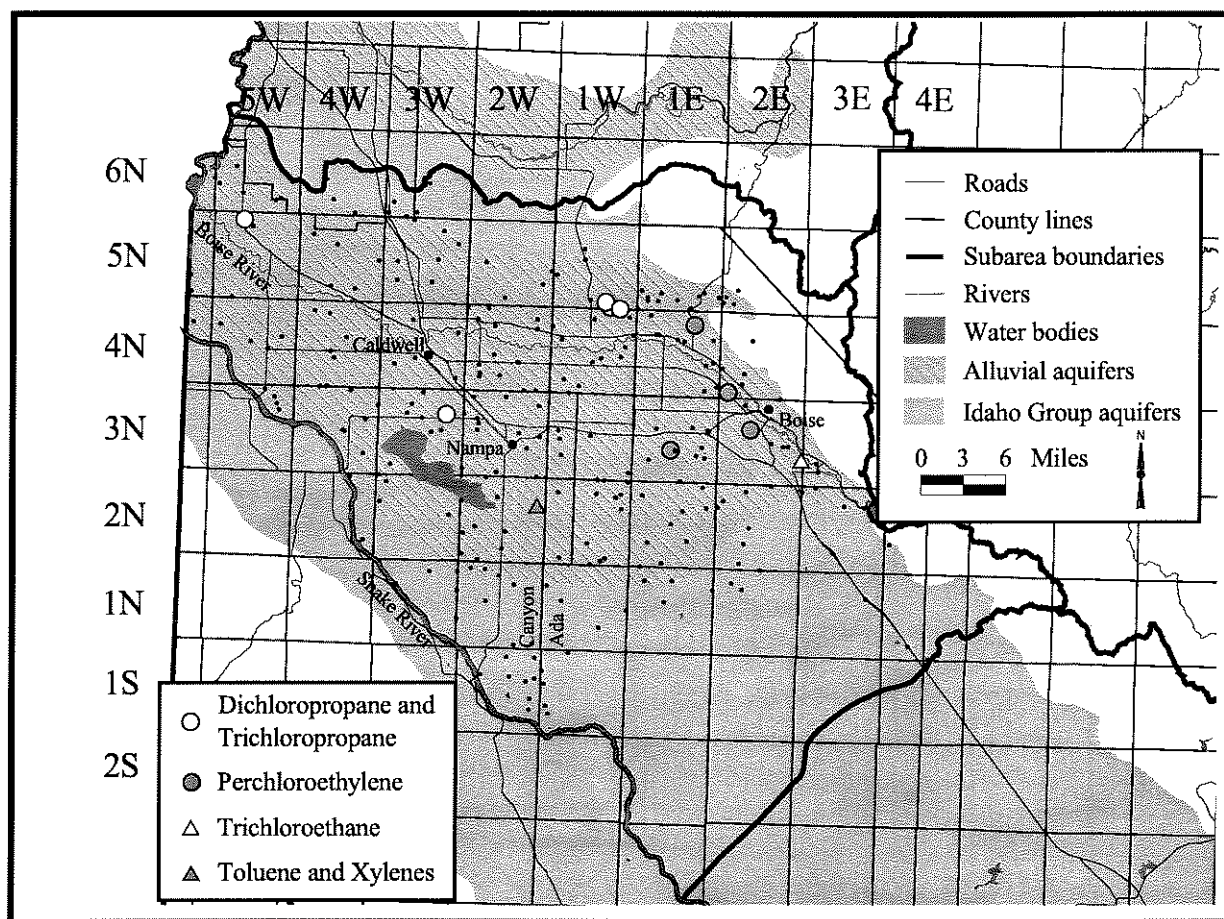 5W 4W 3W 2W 1W 1E 2E 3E 4E
6N
5N
4N
3N
2N
1N
1S
2S
Boise River
Caldwell
Nampa
Boise
1
Snake River
Canyon
Ada
Roads
County lines
Subarea boundaries
Rivers
Water bodies
Alluvial aquifers
Idaho Group aquifers
0 3 6 Miles
N
Dichloropropane and
Trichloropropane
Perchloroethylene
Trichloroethane
Toluene and Xylenes